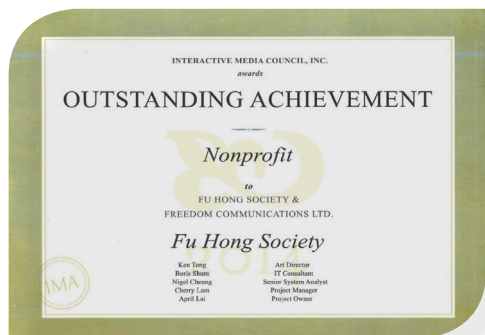 INTERACTIVE MEDIA COUNCIL, INC.
awards
OUTSTANDING ACHIEVEMENT
Nonprofit
to
FU HONG SOCIETY &
FREEDOM COMMUNICATIONS LTD.
Fu Hong Society
2014
Ken Tong Art Director
Boris Shum IT Consultant
Nigel Cheung Senior System Analyst
Cherry Lam Project Manager
April Lai Project Owner
IMA